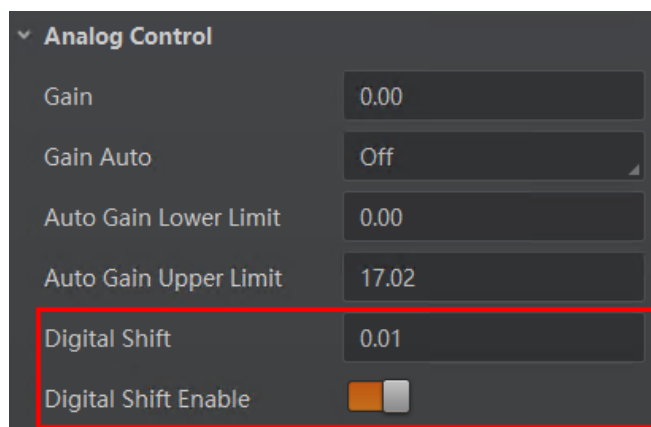 Analog Control
Gain 0.00
Gain Auto Off
Auto Gain Lower Limit 0.00
Auto Gain Upper Limit 17.02
Digital Shift 0.01
Digital Shift Enable